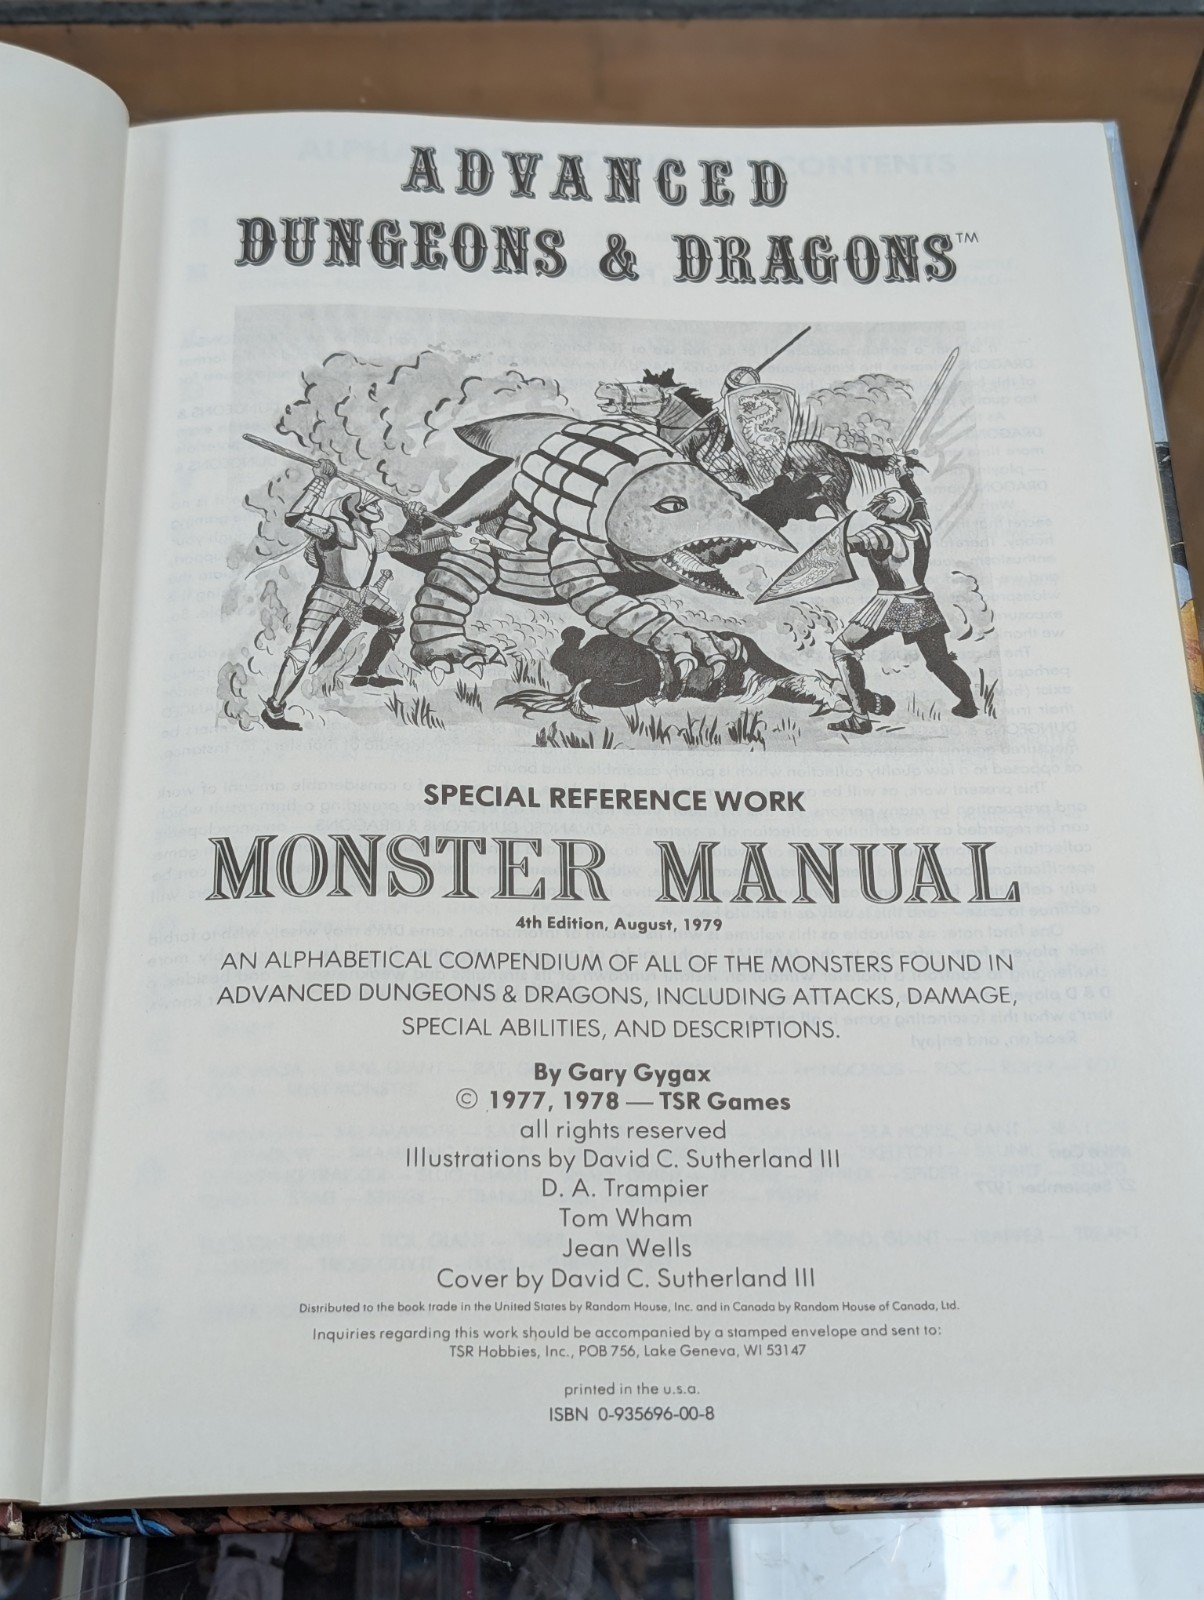 ADVANCED
DUNGEONS & DRAGONS™
SPECIAL REFERENCE WORK
MONSTER MANUAL
4th Edition, August, 1979
AN ALPHABETICAL COMPENDIUM OF ALL OF THE MONSTERS FOUND IN
ADVANCED DUNGEONS & DRAGONS, INCLUDING ATTACKS, DAMAGE,
SPECIAL ABILITIES, AND DESCRIPTIONS.
By Gary Gygax
© 1977, 1978 — TSR Games
all rights reserved
Illustrations by David C. Sutherland III
D. A. Trampier
Tom Wham
Jean Wells
Cover by David C. Sutherland III
Distributed to the book trade in the United States by Random House, Inc. and in Canada by Random House of Canada, Ltd.
Inquiries regarding this work should be accompanied by a stamped envelope and sent to:
TSR Hobbies, Inc., POB 756, Lake Geneva, WI 53147
printed in the u.s.a.
ISBN 0-935696-00-8